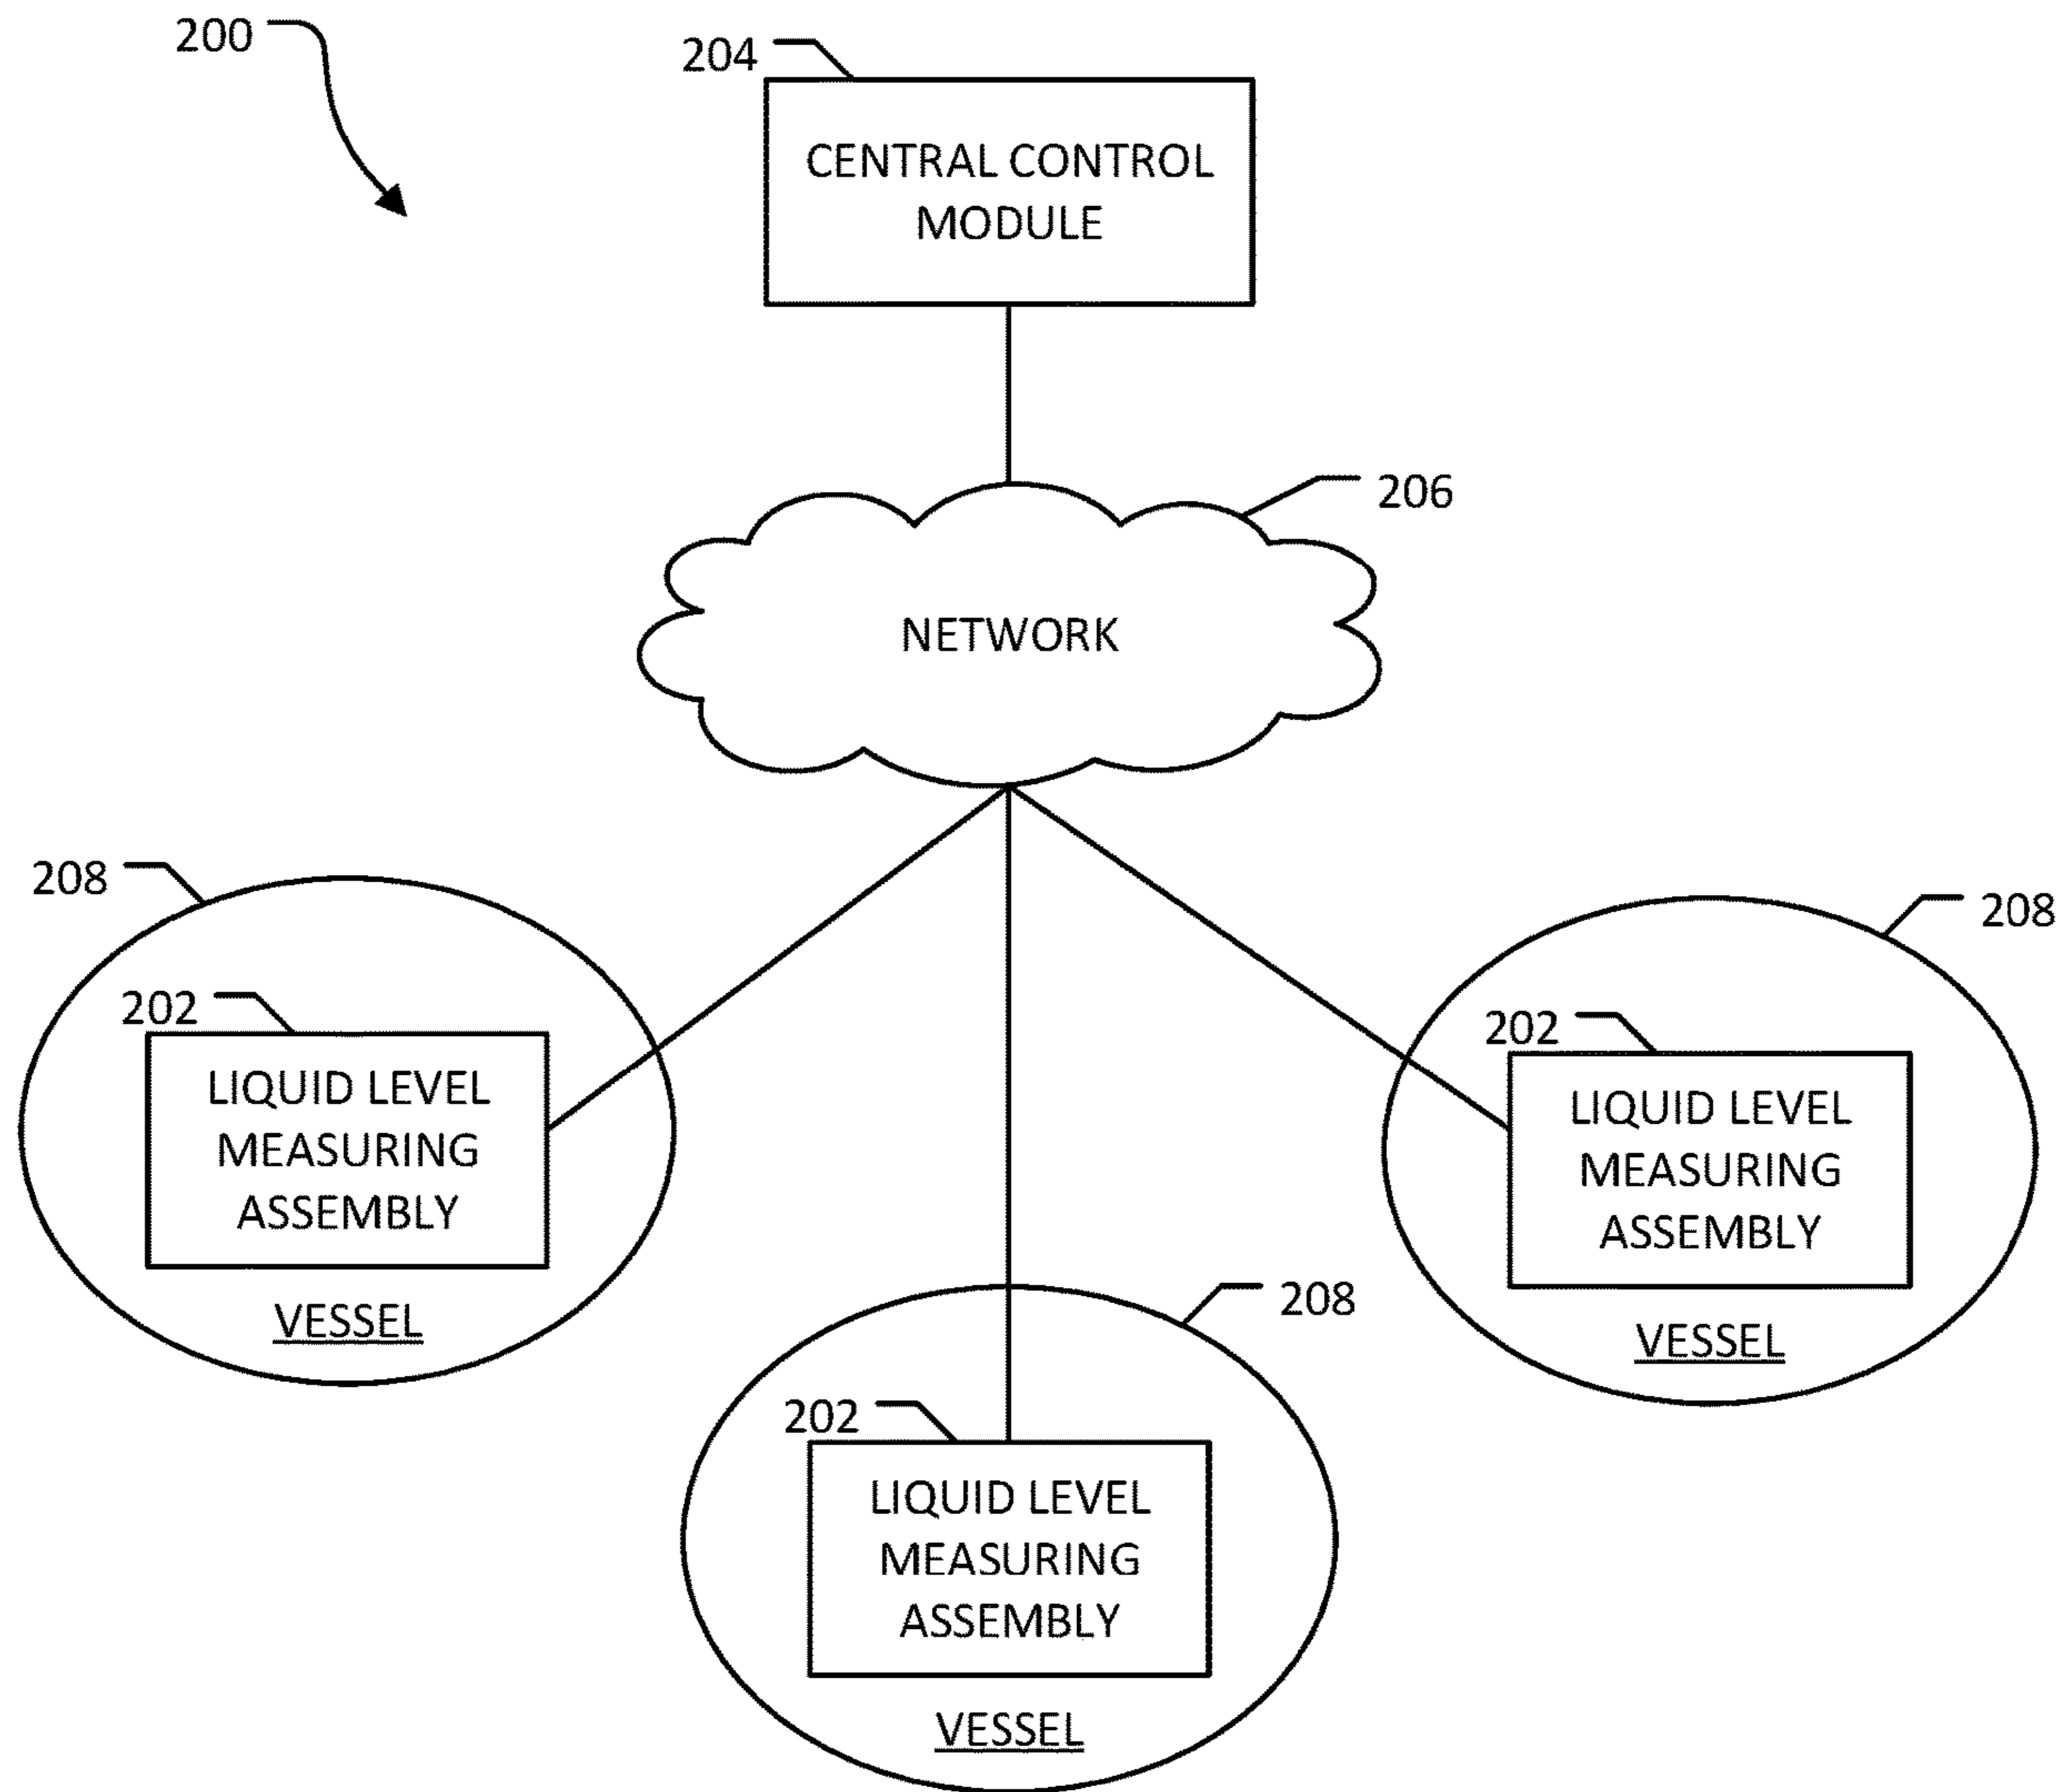 200
204
CENTRAL CONTROL
MODULE
206
NETWORK
208
202
LIQUID LEVEL
MEASURING
ASSEMBLY
VESSEL
208
202
LIQUID LEVEL
MEASURING
ASSEMBLY
VESSEL
208
202
LIQUID LEVEL
MEASURING
ASSEMBLY
VESSEL